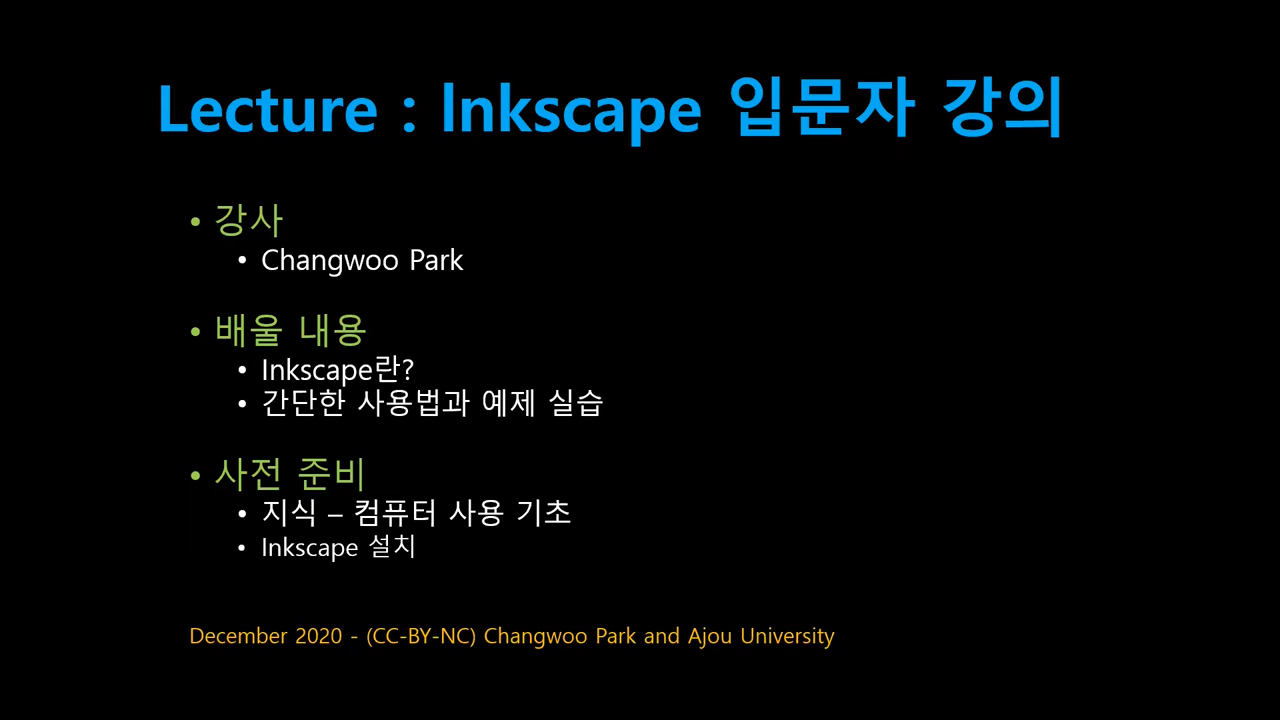 Lecture : Inkscape 입문자 강의
• 강사
• Changwoo Park
• 배울 내용
• Inkscape란?
• 간단한 사용법과 예제 실습
• 사전 준비
• 지식 – 컴퓨터 사용 기초
• Inkscape 설치
December 2020 - (CC-BY-NC) Changwoo Park and Ajou University